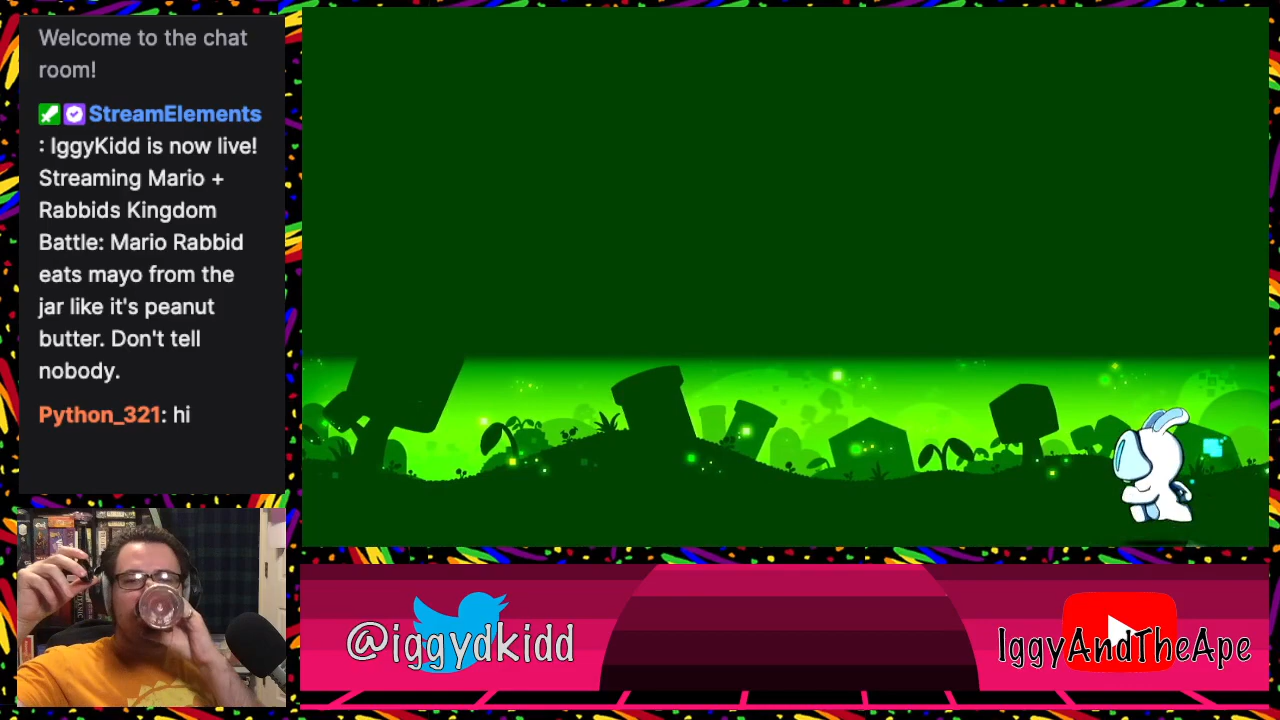 Welcome to the chat
room!
StreamElements
: IggyKidd is now live!
Streaming Mario +
Rabbids Kingdom
Battle: Mario Rabbid
eats mayo from the
jar like it's peanut
butter. Don't tell
nobody.
Python_321: hi
@iggydkidd
IggyAndTheApe